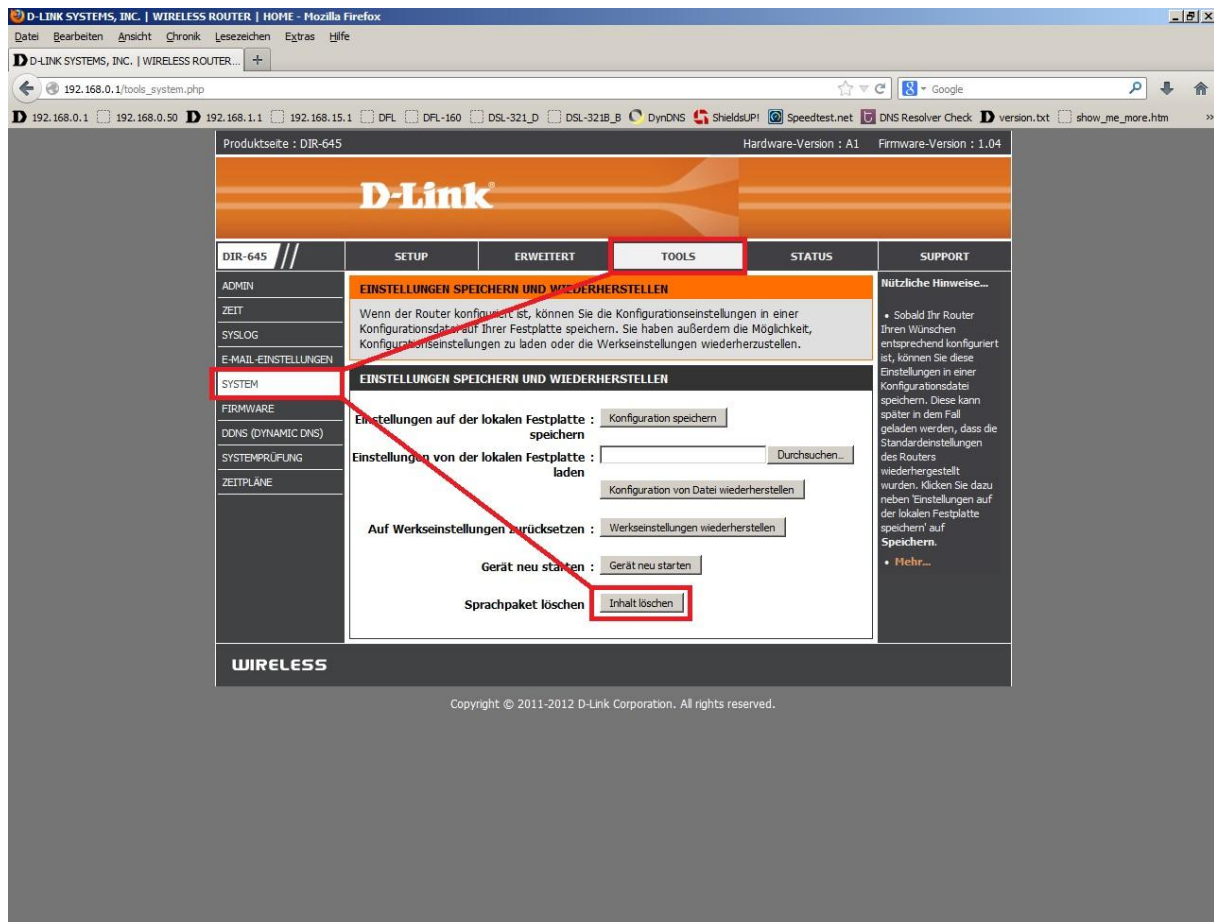 D-LINK SYSTEMS, INC. | WIRELESS ROUTER | HOME - Mozilla Firefox
Datei Bearbeiten Ansicht Chronik Lesezeichen Extras Hilfe
D-LINK SYSTEMS, INC. | WIRELESS ROUTER... +
192.168.0.1/tools_system.php
Google
192.168.0.1 192.168.0.50 192.168.1.1 192.168.15.1 DFL DFL-160 DSL-321_D DSL-321B_B DynDNS ShieldsUP! Speedtest.net DNS Resolver Check version.txt show_me_more.htm »
Produktseite : DIR-645 Hardware-Version : A1 Firmware-Version : 1.04
D-Link
DIR-645 SETUP ERWEITERT TOOLS STATUS SUPPORT
ADMIN
ZEIT
SYSLOG
E-MAIL-EINSTELLUNGEN
SYSTEM
FIRMWARE
DDNS (DYNAMIC DNS)
SYSTEMPRÜFUNG
ZEITPLÄNE
EINSTELLUNGEN SPEICHERN UND WIEDERHERSTELLEN
Wenn der Router konfiguriert ist, können Sie die Konfigurationseinstellungen in einer
Konfigurationsdatei auf Ihrer Festplatte speichern. Sie haben außerdem die Möglichkeit,
Konfigurationseinstellungen zu laden oder die Werkseinstellungen wiederherzustellen.
EINSTELLUNGEN SPEICHERN UND WIEDERHERSTELLEN
Einstellungen auf der lokalen Festplatte : Konfiguration speichern
speichern
Einstellungen von der lokalen Festplatte : Durchsuchen...
laden
Konfiguration von Datei wiederherstellen
Auf Werkseinstellungen zurücksetzen : Werkseinstellungen wiederherstellen
Gerät neu starten : Gerät neu starten
Sprachpaket löschen Inhalt löschen
Nützliche Hinweise...
• Sobald Ihr Router
Ihren Wünschen
entsprechend konfiguriert
ist, können Sie diese
Einstellungen in einer
Konfigurationsdatei
speichern. Diese kann
später in dem Fall
geladen werden, dass die
Standardeinstellungen
des Routers
wiederhergestellt
wurden. Klicken Sie dazu
neben 'Einstellungen auf
der lokalen Festplatte
speichern' auf
Speichern.
• Mehr...
WIRELESS
Copyright © 2011-2012 D-Link Corporation. All rights reserved.